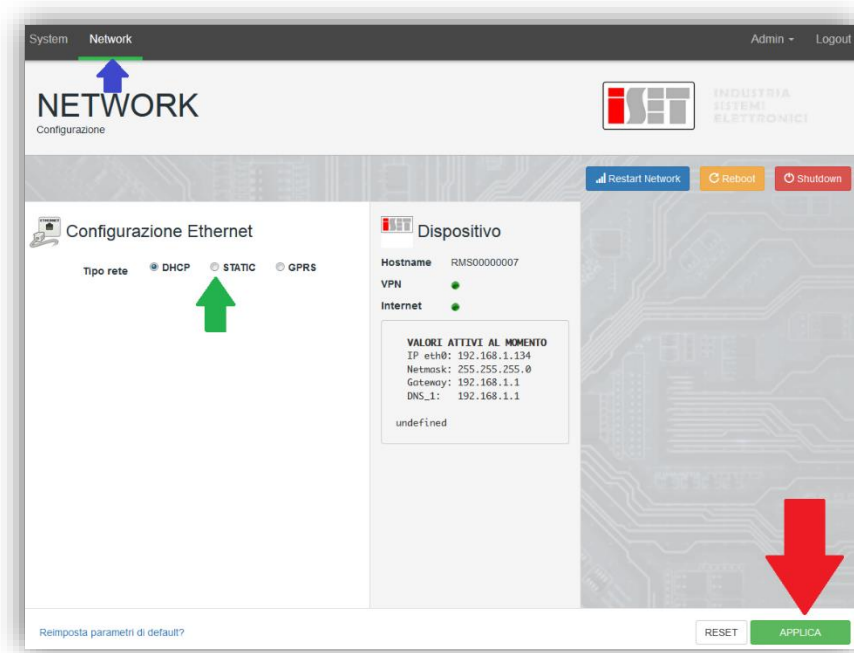 System Network Admin Logout
NETWORK
Configurazione
iSET
INDUSTRIA
SISTEMI
ELETTRONICI
Restart Network Reboot Shutdown
ETHERNET
Configurazione Ethernet
Tipo rete DHCP STATIC GPRS
iSET Dispositivo
Hostname RMS00000007
VPN
Internet
VALORI ATTIVI AL MOMENTO
IP eth0: 192.168.1.134
Netmask: 255.255.255.0
Gateway: 192.168.1.1
DNS_1: 192.168.1.1
undefined
Reimposta parametri di default?
RESET APPLICA